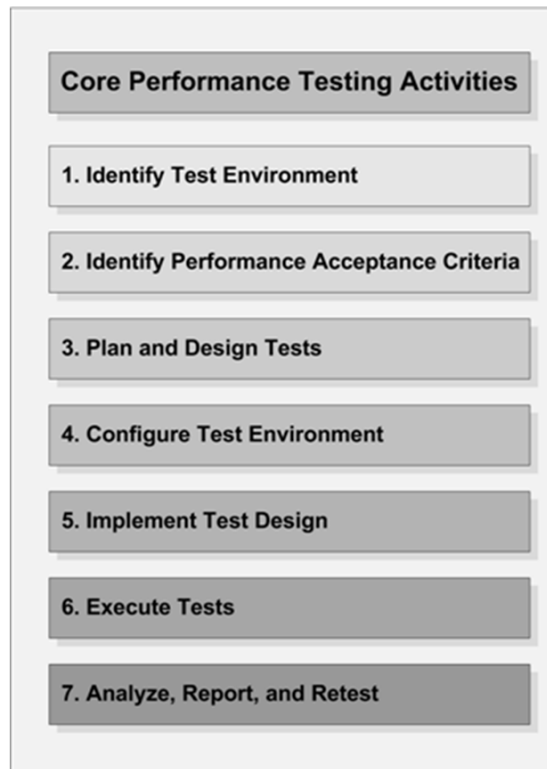 Core Performance Testing Activities
1. Identify Test Environment
2. Identify Performance Acceptance Criteria
3. Plan and Design Tests
4. Configure Test Environment
5. Implement Test Design
6. Execute Tests
7. Analyze, Report, and Retest